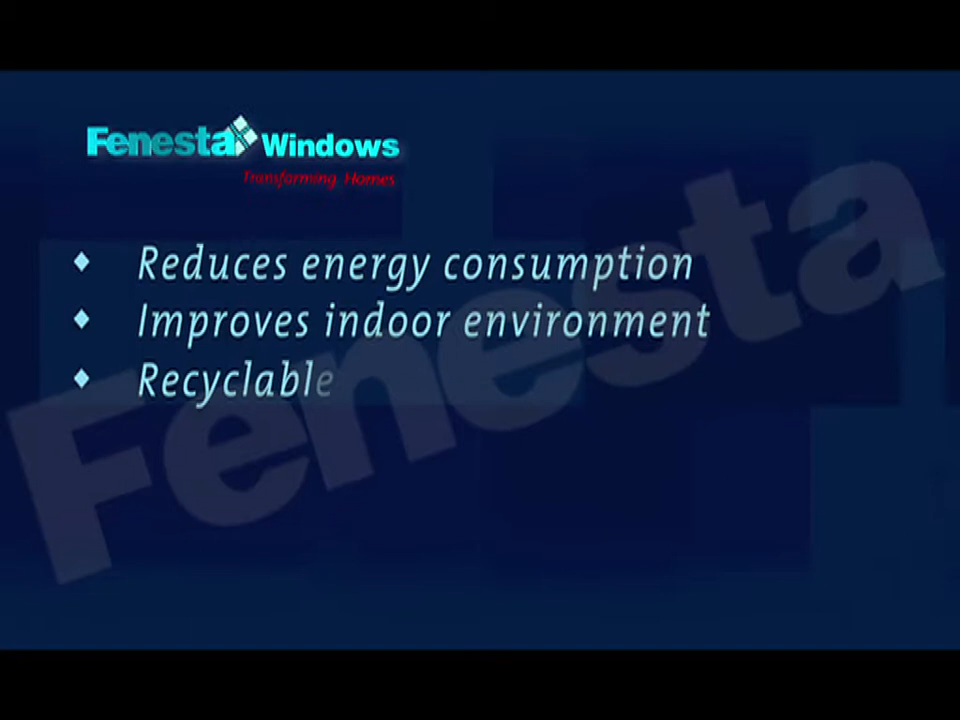 Fenesta Windows
Transforming Homes
Reduces energy consumption
Improves indoor environment
Recyclable
Fenesta